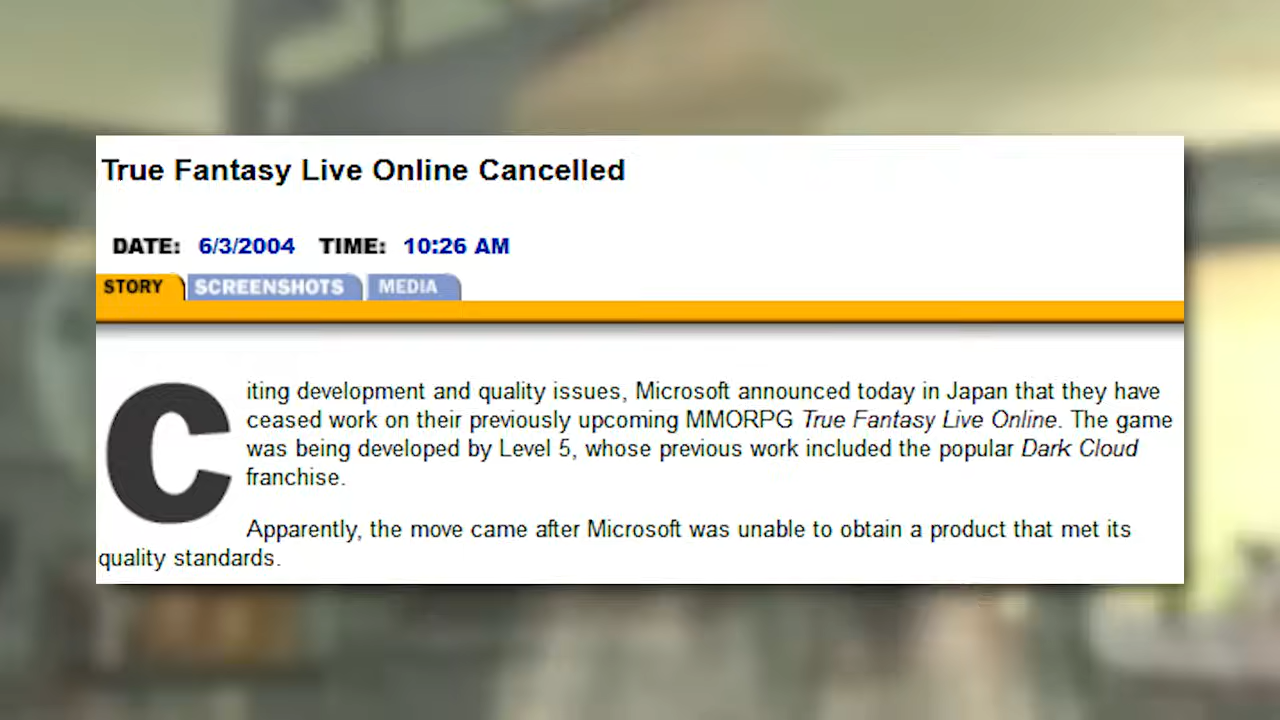 True Fantasy Live Online Cancelled
DATE: 6/3/2004 TIME: 10:26 AM
STORY SCREENSHOTS MEDIA
Citing development and quality issues, Microsoft announced today in Japan that they have
ceased work on their previously upcoming MMORPG True Fantasy Live Online. The game
was being developed by Level 5, whose previous work included the popular Dark Cloud
franchise.
Apparently, the move came after Microsoft was unable to obtain a product that met its
quality standards.